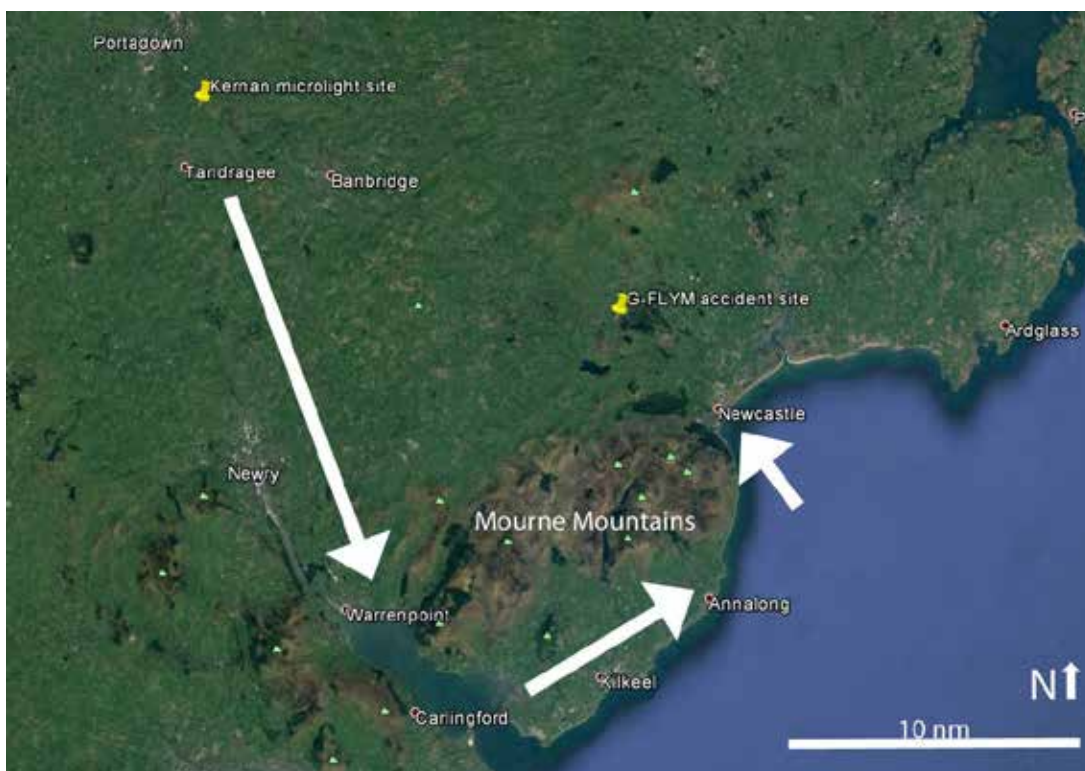 Portadown
Kernan microlight site
Tandragee
Banbridge
G-FLYM accident site
Ardglass
Newcastle
Newry
Mourne Mountains
Warrenpoint
Annalong
Kilkeel
Carlingford
N
10 nm